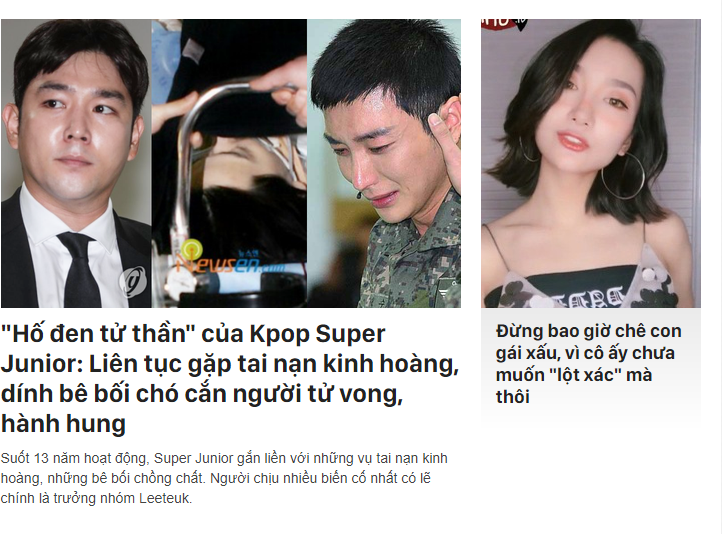 Newsen.com
"Hố đen tử thần" của Kpop Super
Junior: Liên tục gặp tai nạn kinh hoàng,
dính bê bối chó cắn người tử vong,
hành hung
Suốt 13 năm hoạt động, Super Junior gắn liền với những vụ tai nạn kinh
hoàng, những bê bối chồng chất. Người chịu nhiều biến cố nhất có lẽ
chính là trưởng nhóm Leeteuk.
Đừng bao giờ chê con
gái xấu, vì cô ấy chưa
muốn "lột xác" mà
thôi